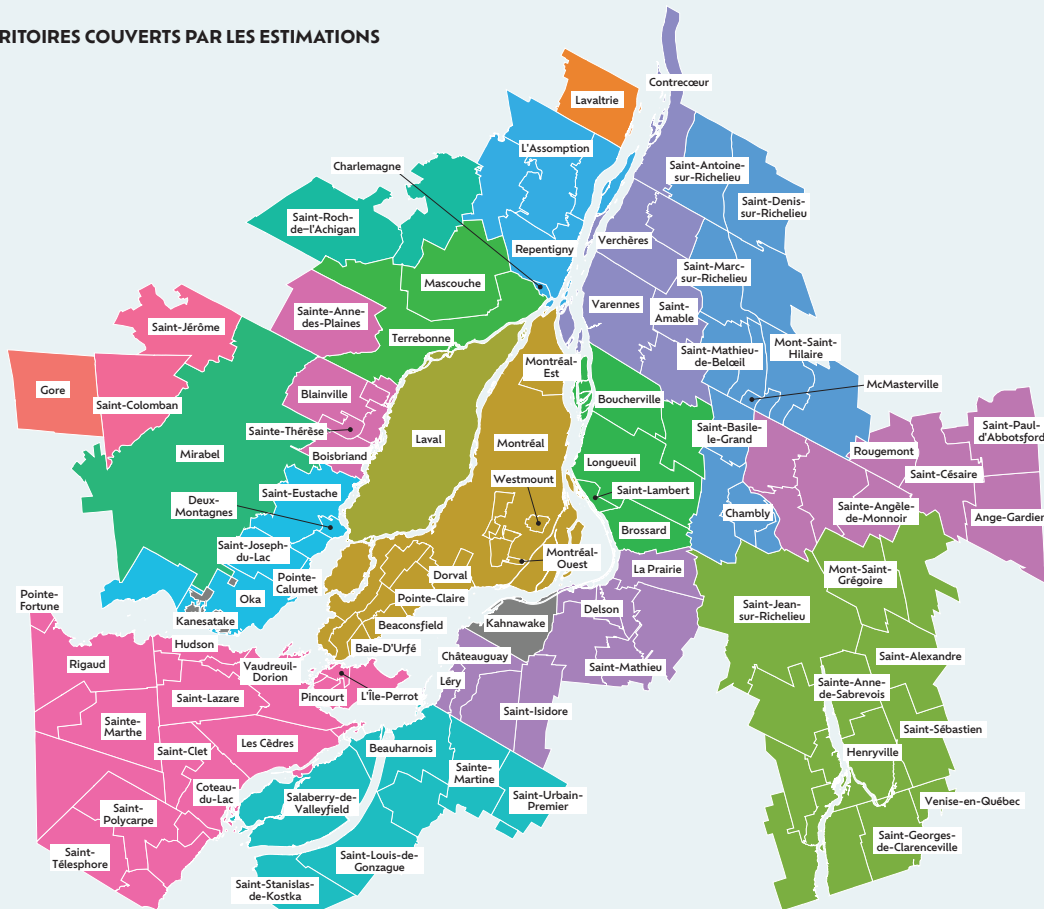 RITOIRES COUVERTS PAR LES ESTIMATIONS
Contrecœur
Lavaltrie
L'Assomption
Charlemagne
Saint-Antoine-
sur-Richelieu
Saint-Denis-
sur-Richelieu
Saint-Roch-
de-l'Achigan
Repentigny
Verchères
Mascouche
Saint-Marc-
sur-Richelieu
Sainte-Anne-
des-Plaines
Varennes
Saint-
Amable
Saint-Jérôme
Terrebonne
Saint-Mathieu-
de-Belœil
Mont-Saint-
Hilaire
Montréal-
Est
McMasterville
Gore
Saint-Colomban
Blainville
Boucherville
Sainte-Thérèse
Laval
Montréal
Saint-Basile-
le-Grand
Saint-Paul-
d'Abbotsford
Mirabel
Boisbriand
Longueuil
Rougemont
Saint-Césaire
Westmount
Saint-Eustache
Saint-Lambert
Deux-
Montagnes
Chambly
Sainte-Angèle-
de-Monnoir
Ange-Gardien
Brossard
Saint-Joseph-
du-Lac
Montréal-
Ouest
La Prairie
Pointe-
Calumet
Dorval
Mont-Saint-
Grégoire
Pointe-
Fortune
Oka
Pointe-Claire
Saint-Jean-
sur-Richelieu
Kanesatake
Beaconsfield
Kahnawake
Delson
Hudson
Baie-D'Urfé
Châteauguay
Rigaud
Vaudreuil-
Dorion
Saint-Mathieu
Saint-Alexandre
Léry
Saint-Lazare
Pincourt
L'Île-Perrot
Sainte-Anne-
de-Sabrevois
Saint-Isidore
Sainte-
Marthe
Saint-Clet
Les Cèdres
Beauharnois
Saint-Sébastien
Henryville
Sainte-
Martine
Coteau-
du-Lac
Salaberry-de-
Valleyfield
Saint-Urbain-
Premier
Venise-en-Québec
Saint-
Polycarpe
Saint-Georges-
de-Clarenceville
Saint-
Télesphore
Saint-Louis-de-
Gonzague
Saint-Stanislas-
de-Kostka